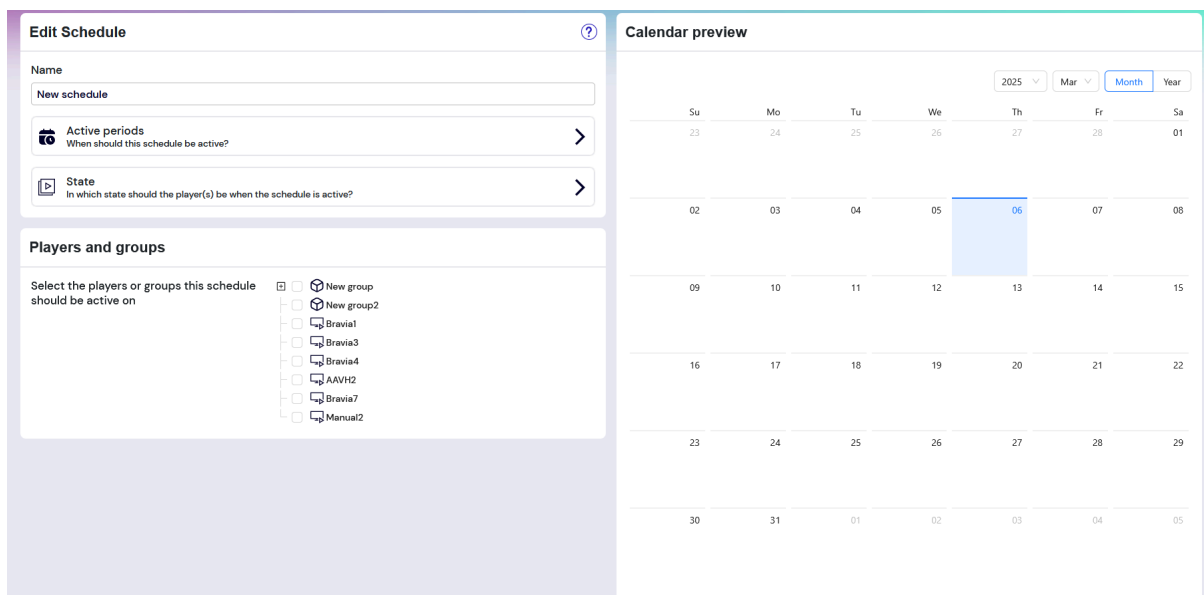 Edit Schedule
?
Name
New schedule
Active periods
When should this schedule be active?
State
In which state should the player(s) be when the schedule is active?
Players and groups
Select the players or groups this schedule
should be active on
New group
New group2
Bravia1
Bravia3
Bravia4
AAVH2
Bravia7
Manual2
Calendar preview
2025 Mar Month Year
Su Mo Tu We Th Fr Sa
23 24 25 26 27 28 01
02 03 04 05 06 07 08
09 10 11 12 13 14 15
16 17 18 19 20 21 22
23 24 25 26 27 28 29
30 31 01 02 03 04 05